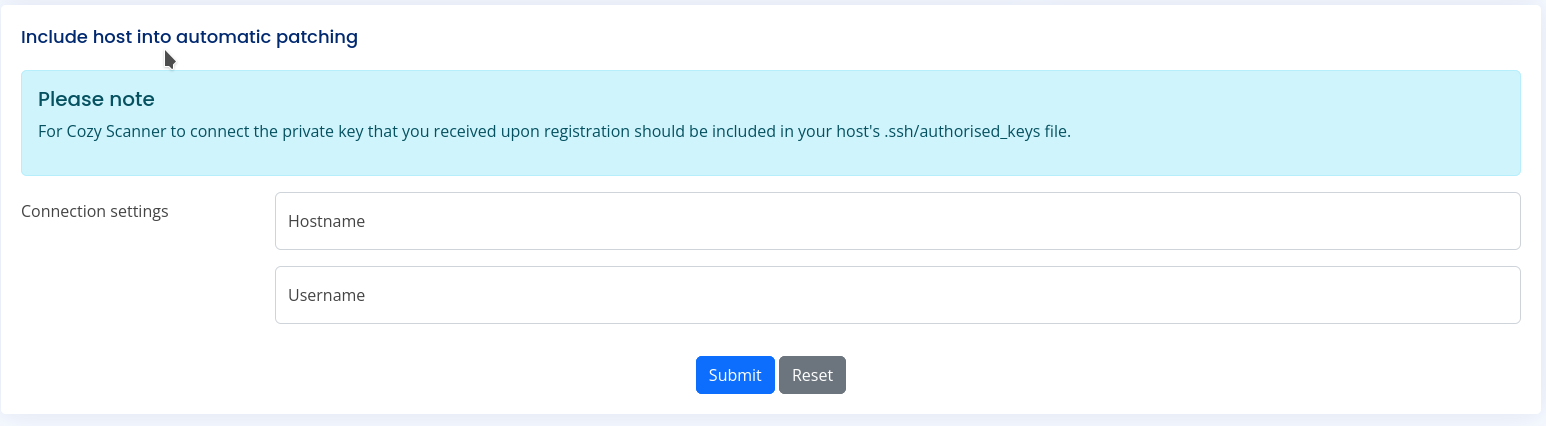 Include host into automatic patching
Please note
For Cozy Scanner to connect the private key that you received upon registration should be included in your host's .ssh/authorised_keys file.
Connection settings
Hostname
Username
Submit
Reset